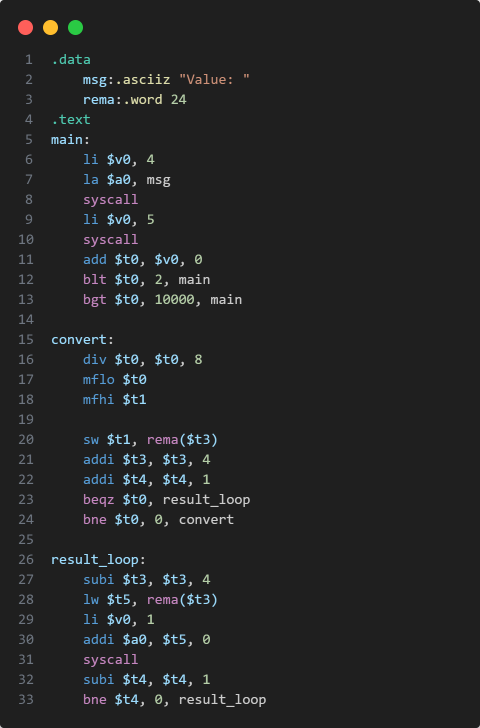 1 .data
2     msg:.asciiz "Value: "
3     rema:.word 24
4 .text
5 main:
6     li $v0, 4
7     la $a0, msg
8     syscall
9     li $v0, 5
10     syscall
11     add $t0, $v0, 0
12     blt $t0, 2, main
13     bgt $t0, 10000, main
14
15 convert:
16     div $t0, $t0, 8
17     mflo $t0
18     mfhi $t1
19
20     sw $t1, rema($t3)
21     addi $t3, $t3, 4
22     addi $t4, $t4, 1
23     beqz $t0, result_loop
24     bne $t0, 0, convert
25
26 result_loop:
27     subi $t3, $t3, 4
28     lw $t5, rema($t3)
29     li $v0, 1
30     addi $a0, $t5, 0
31     syscall
32     subi $t4, $t4, 1
33     bne $t4, 0, result_loop